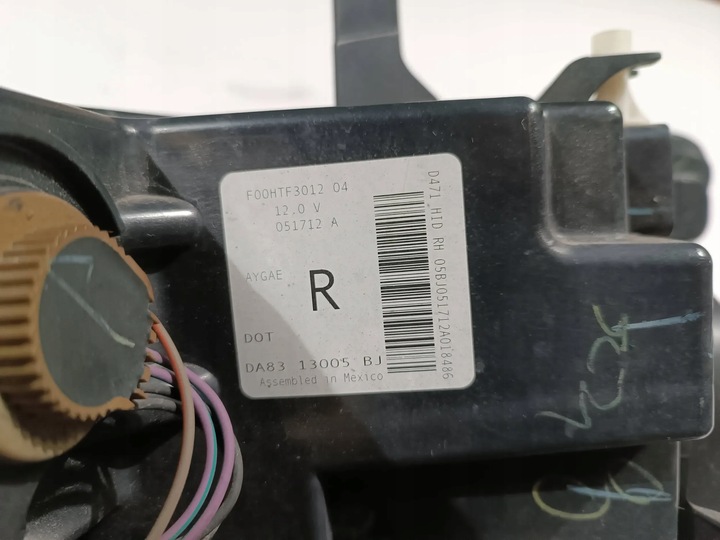 F00HTF3012 04
12.0 V
051712 A
AYGAE
R
DOT
DA83 13005 BJ
Assembled in Mexico
D471 HID RH 05BJ051712A018486